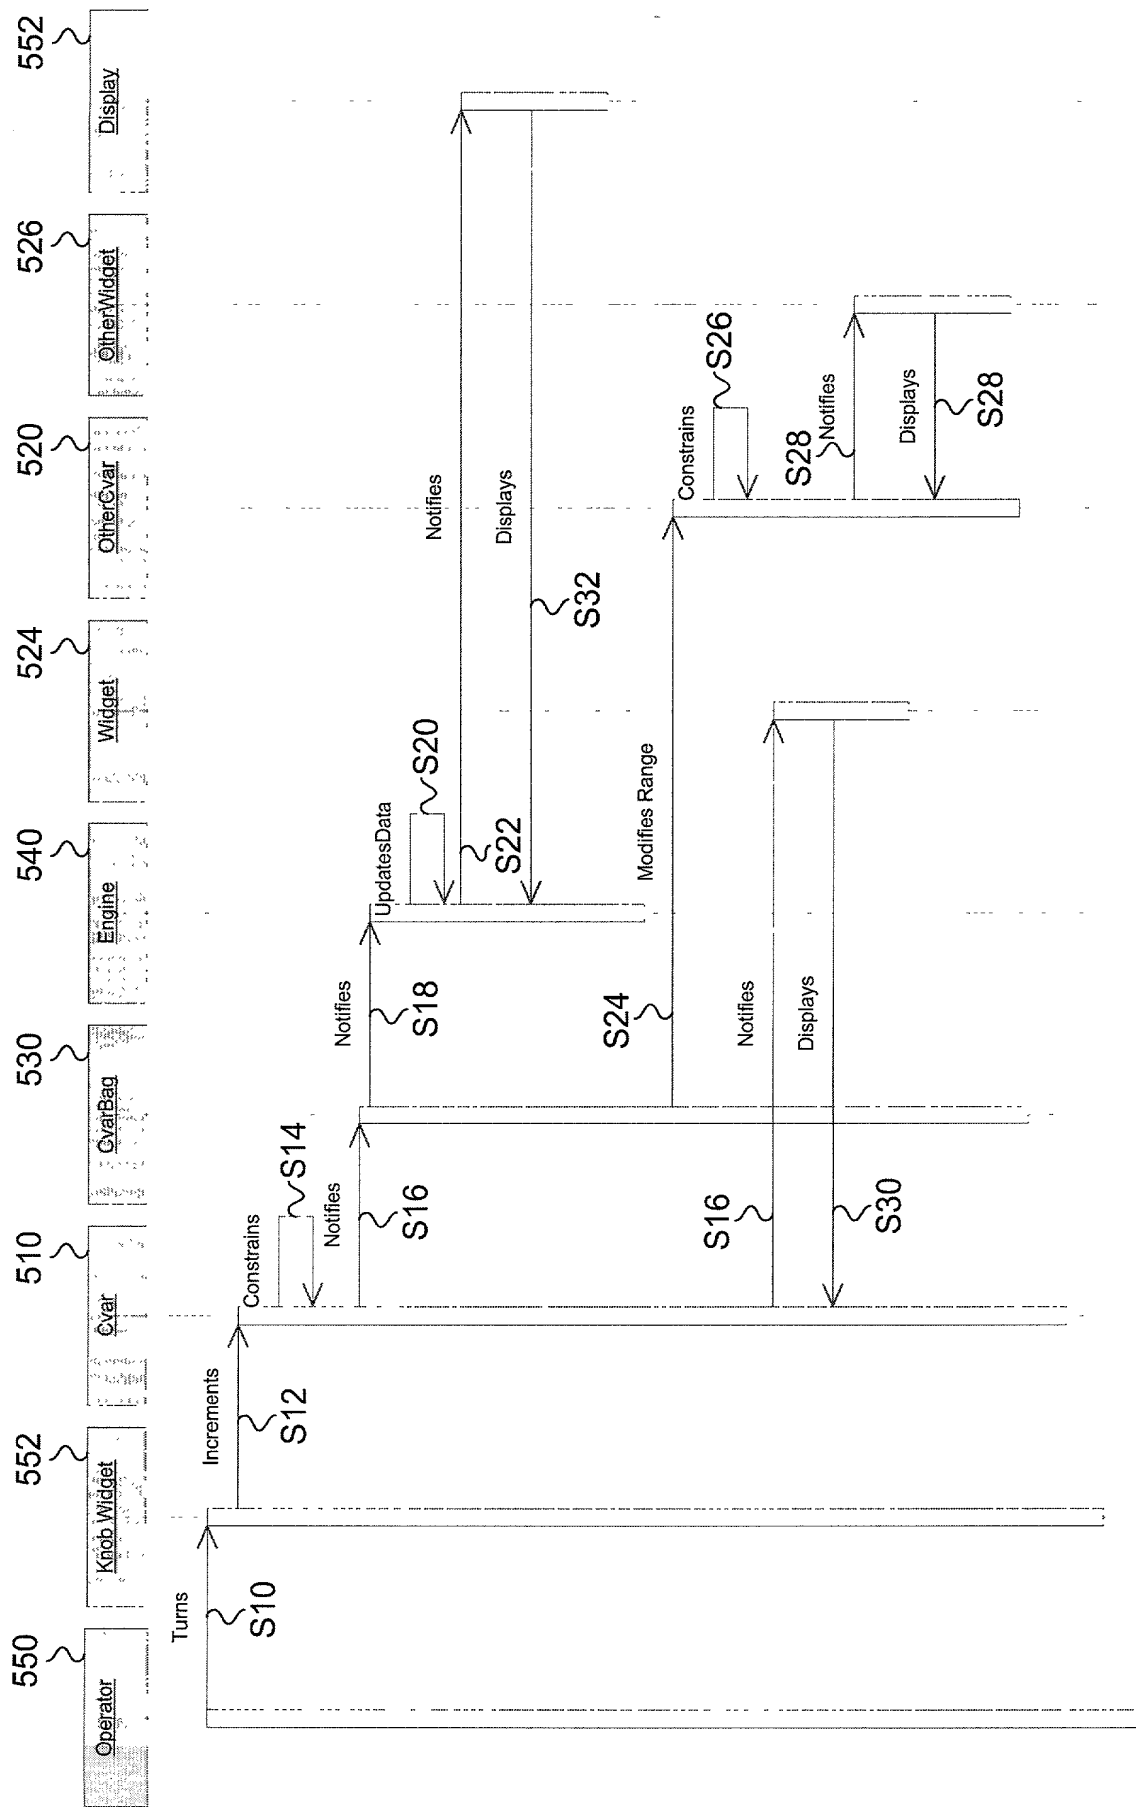 550
552
510
530
540
524
520
526
552
Operator
Knob Widget
Cvar
CvarBag
Engine
Widget
OtherCvar
OtherWidget
Display
Turns
S10
Increments
S12
Constrains
S14
Notifies
S16
Notifies
S18
UpdatesData
S20
Notifies
S22
Displays
S32
Modifies Range
S24
Constrains
S26
Notifies
S16
Displays
S30
Notifies
S28
Displays
S28